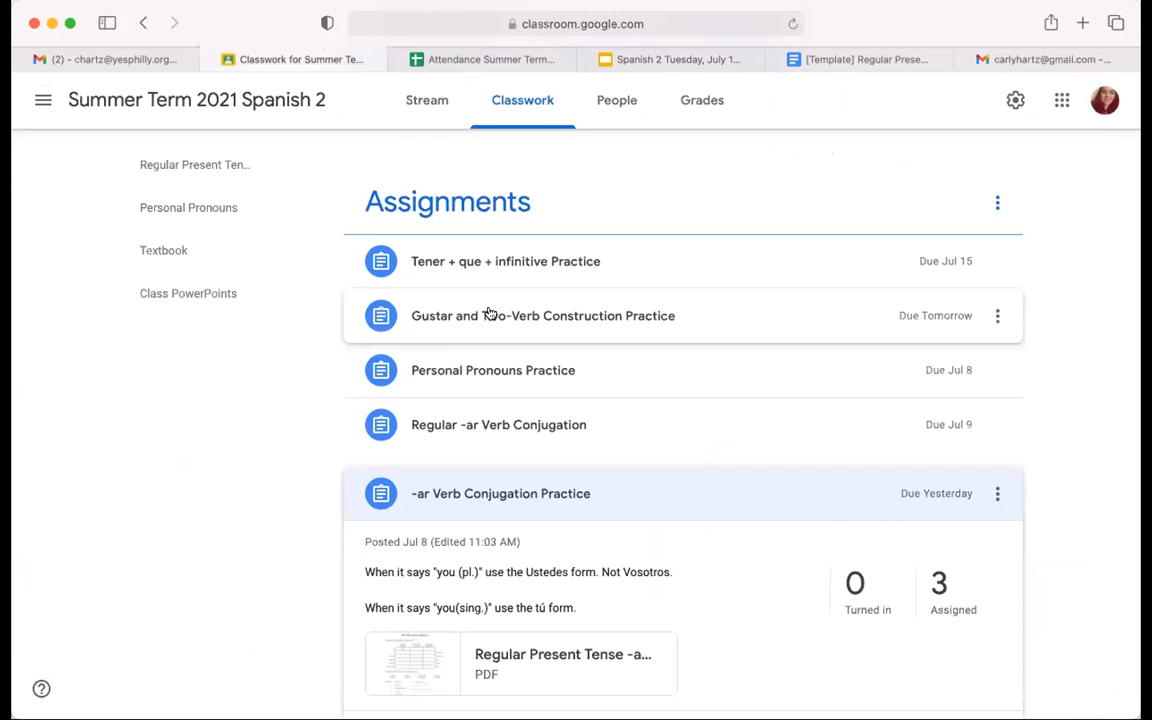 classroom.google.com
(2) - chartz@yesphilly.org...
Classwork for Summer Te...
Attendance Summer Term...
Spanish 2 Tuesday, July 1...
[Template] Regular Prese...
carlyhartz@gmail.com -...
Summer Term 2021 Spanish 2
Stream
Classwork
People
Grades
Regular Present Ten...
Personal Pronouns
Textbook
Class PowerPoints
Assignments
Tener + que + infinitive Practice
Due Jul 15
Gustar and Two-Verb Construction Practice
Due Tomorrow
Personal Pronouns Practice
Due Jul 8
Regular -ar Verb Conjugation
Due Jul 9
-ar Verb Conjugation Practice
Due Yesterday
Posted Jul 8 (Edited 11:03 AM)
When it says "you (pl.)" use the Ustedes form. Not Vosotros.
When it says "you(sing.)" use the tú form.
0
Turned in
3
Assigned
Regular Present Tense -a...
PDF